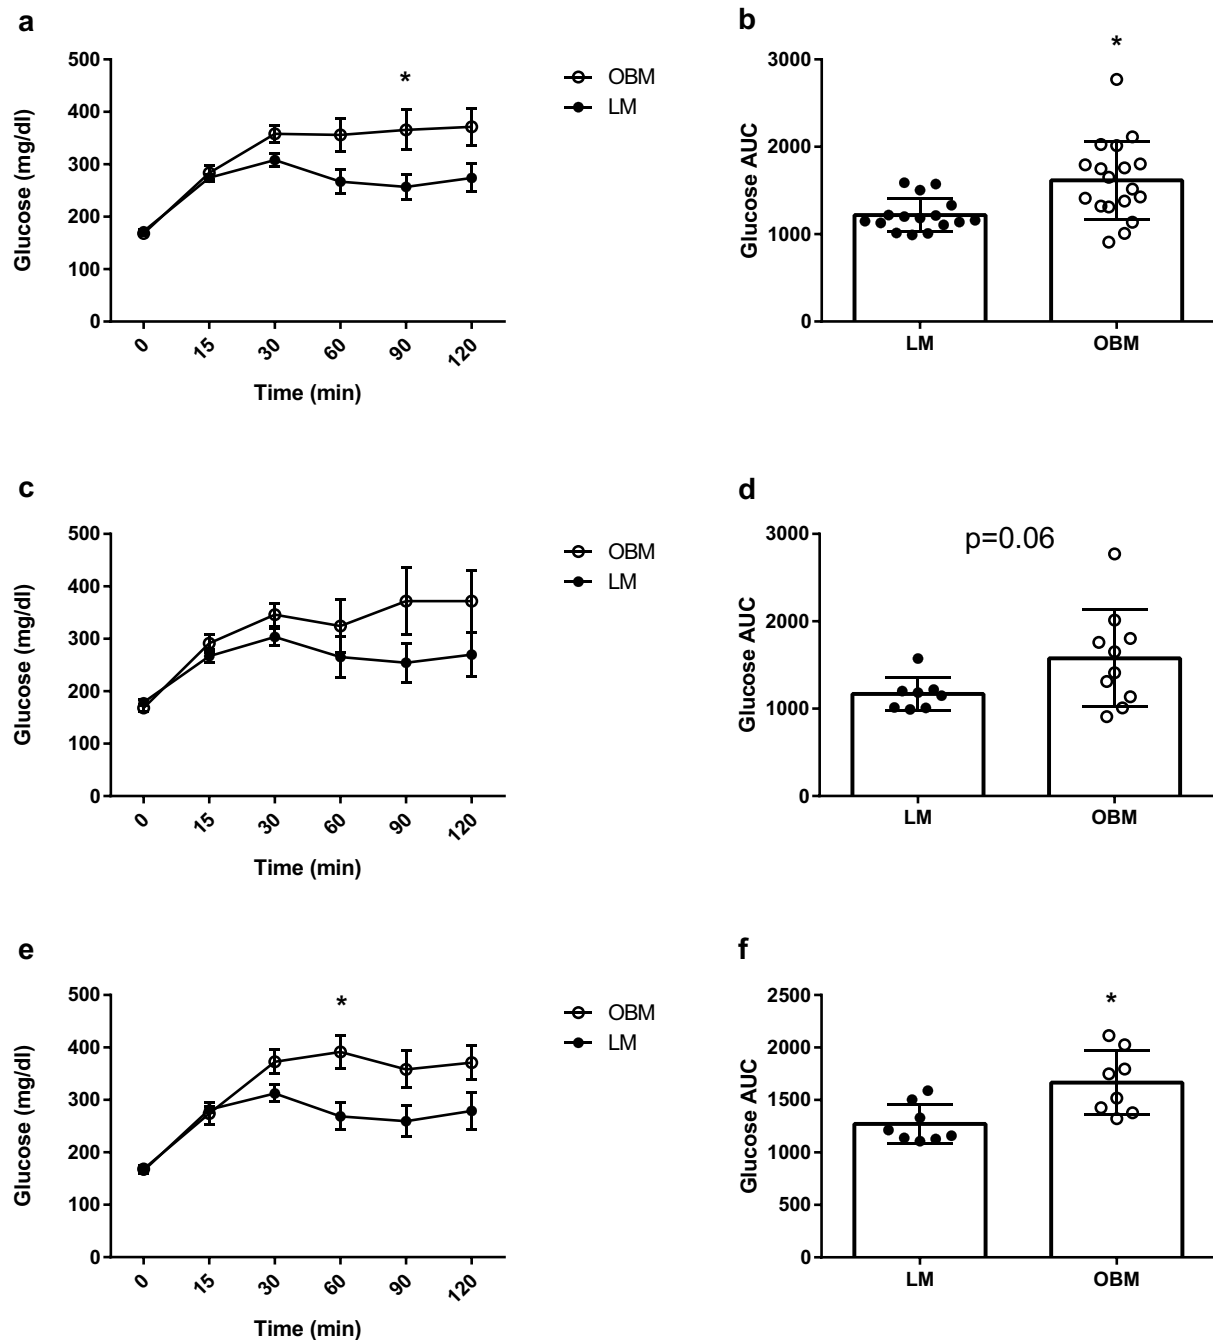 a
500
400
300
200
100
0
Glucose (mg/dl)
*
0 15 30 60 90 120
Time (min)
OBM
LM
b
*
3000
2000
1000
0
Glucose AUC
LM OBM
c
500
400
300
200
100
0
Glucose (mg/dl)
0 15 30 60 90 120
Time (min)
OBM
LM
d
p=0.06
3000
2000
1000
0
Glucose AUC
LM OBM
e
500
400
300
200
100
0
Glucose (mg/dl)
*
0 15 30 60 90 120
Time (min)
OBM
LM
f
*
2500
2000
1500
1000
500
0
Glucose AUC
LM OBM